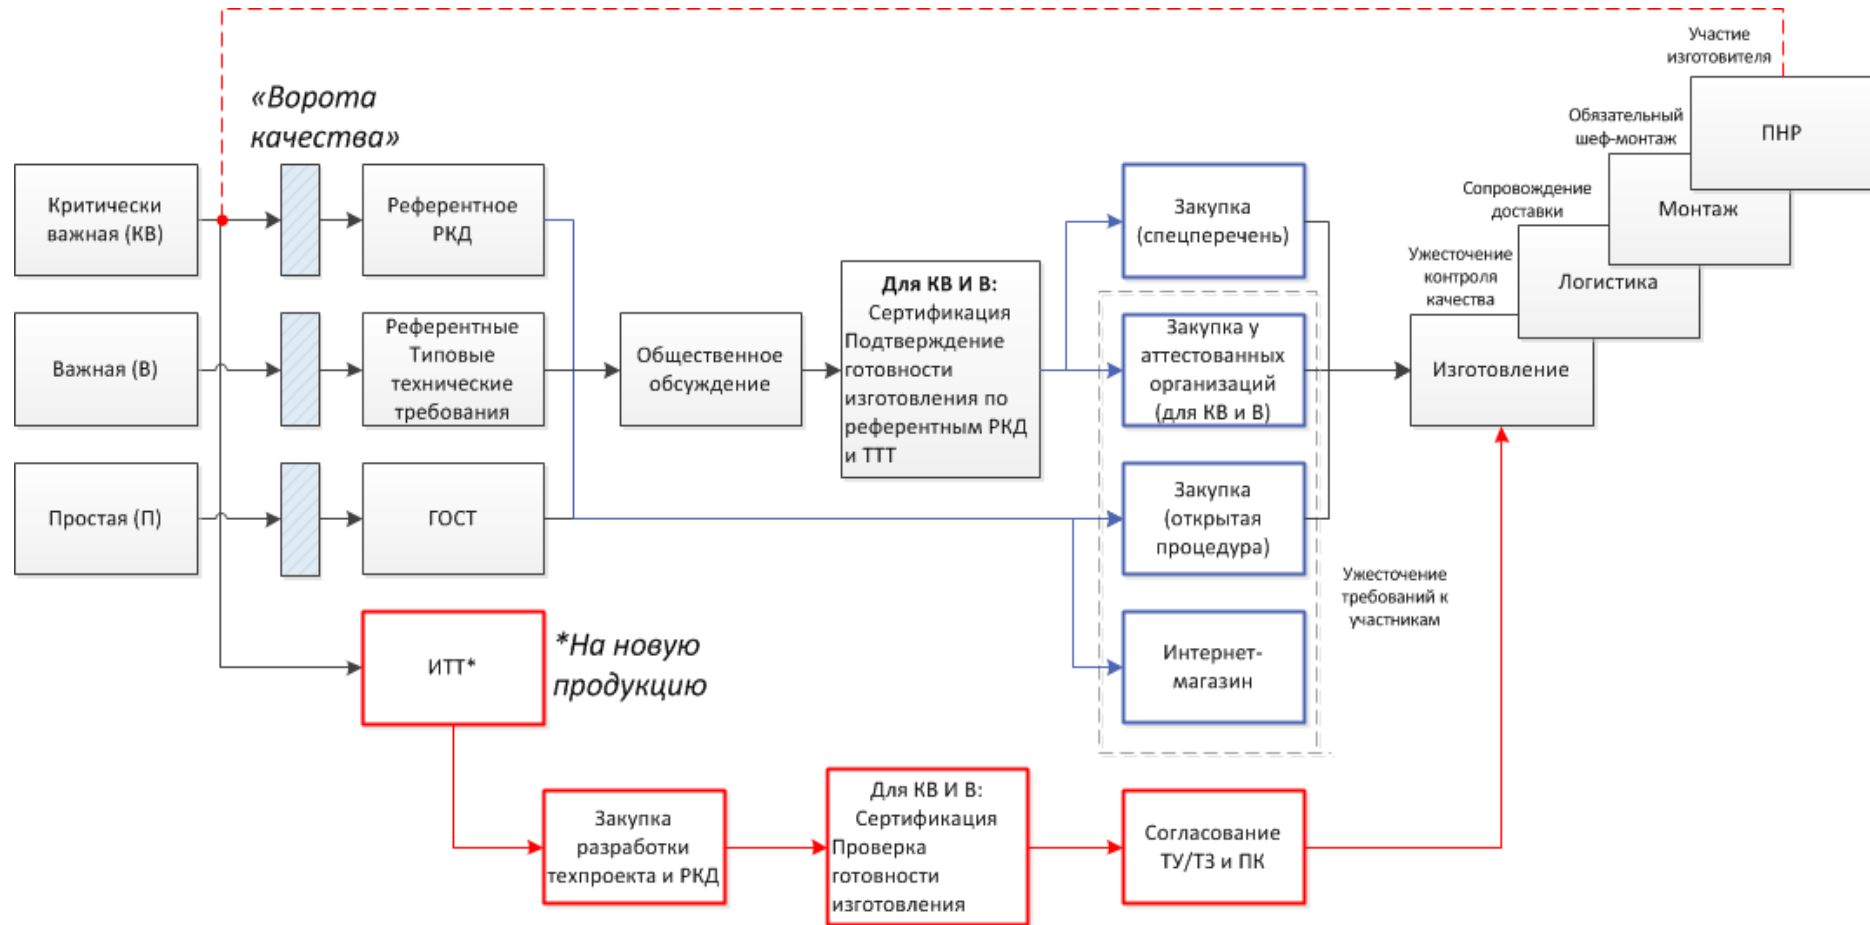 «Ворота
качества»
Критически
важная (КВ)
Важная (В)
Простая (П)
Референтное
РКД
Референтные
Типовые
технические
требования
ГОСТ
ИТТ*
*На новую
продукцию
Общественное
обсуждение
Для КВ И В:
Сертификация
Подтверждение
готовности
изготовления по
референтным РКД
и ТТТ
Закупка
(спецперечень)
Закупка у
аттестованных
организаций
(для КВ и В)
Закупка
(открытая
процедура)
Интернет-
магазин
Ужесточение
требований к
участникам
Ужесточение
контроля
качества
Изготовление
Сопровождение
доставки
Логистика
Обязательный
шеф-монтаж
Монтаж
Участие
изготовителя
ПНР
Закупка
разработки
техпроекта и РКД
Для КВ И В:
Сертификация
Проверка
готовности
изготовления
Согласование
ТУ/ТЗ и ПК